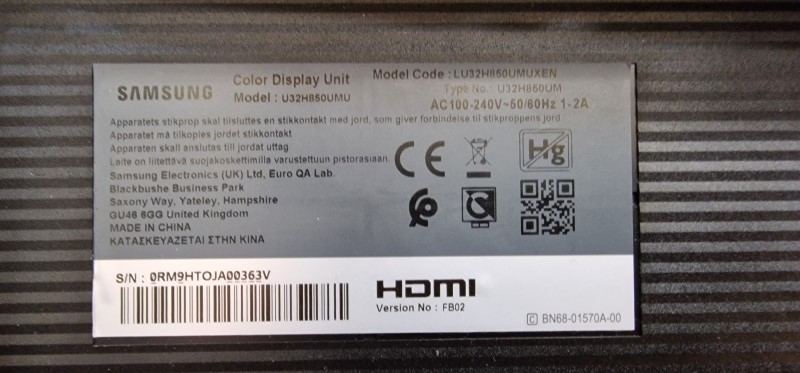 SAMSUNG
Color Display Unit
Model : U32H850UMU
Model Code : LU32H850UMUXEN
Type No. : U32H850UM
AC100-240V~50/60Hz 1-2A
Apparatets stikprop skal tilsluttes en stikkontakt med jord, som giver forbindelse til stikproppens jord
Apparatet må tilkoples jordet stikkontakt
Apparaten skall anslutas till jordat uttag
Laite on liitettävä suojakoskettimilla varustettuun pistorasiaan
Samsung Electronics (UK) Ltd, Euro QA Lab.
Blackbushe Business Park
Saxony Way, Yateley, Hampshire
GU46 6GG United Kingdom
MADE IN CHINA
ΚΑΤΑΣΚΕΥΑΖΕΤΑΙ ΣΤΗΝ ΚΙΝΑ
CE
Hg
S/N : 0RM9HTOJA00363V
HDMI
Version No : FB02
C BN68-01570A-00